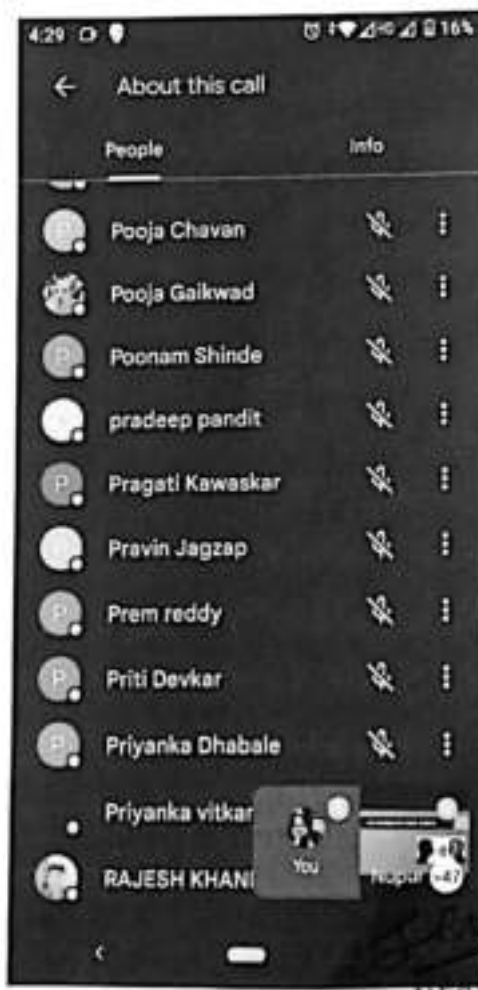 4:29 16%
About this call
People Info
Pooja Chavan
Pooja Gaikwad
P Poonam Shinde
pradeep pandit
P Pragati Kawaskar
Pravin Jagzap
P Prem reddy
P Priti Devkar
P Priyanka Dhabale
Priyanka vitkar
You
RAJESH KHAN
+47